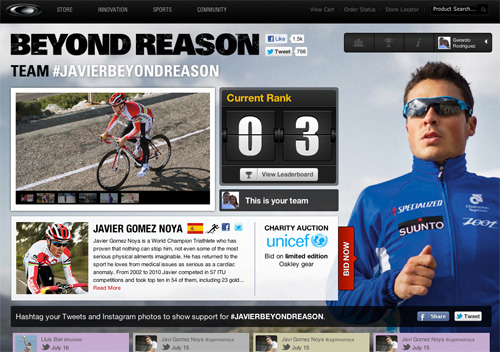 STORE INNOVATION SPORTS COMMUNITY View Cart Order Status Store Locator Product Search...
BEYOND REASON
Like 1.5k
Tweet 798
Gerardo
Rodriguez
TEAM #JAVIERBEYONDREASON
Current Rank
03
View Leaderboard
This is your team
JAVIER GOMEZ NOYA
Javier Gomez Noya is a World Champion Triathlete who has
proven that nothing can stop him, not even some of the most
serious physical ailments imaginable. He has returned to the
sport he loves from medical issues as serious as a cardiac
anomaly. From 2002 to 2010 Javier competed in 57 ITU
competitions and took top ten in 54 of them, including 23 gold...
Read More
CHARITY AUCTION
unicef
Bid on limited edition
Oakley gear
BID NOW
SPECIALIZED
SUUNTO
Zoot
Hashtag your Tweets and Instagram photos to show support for #JAVIERBEYONDREASON.
Share Tweet
July 16
Javi Gomez Noya @jgomeznoya
July 15
Javi Gomez Noya @jgomeznoya
July 15
Javi Gomez Noya @jgomeznoya
July 15